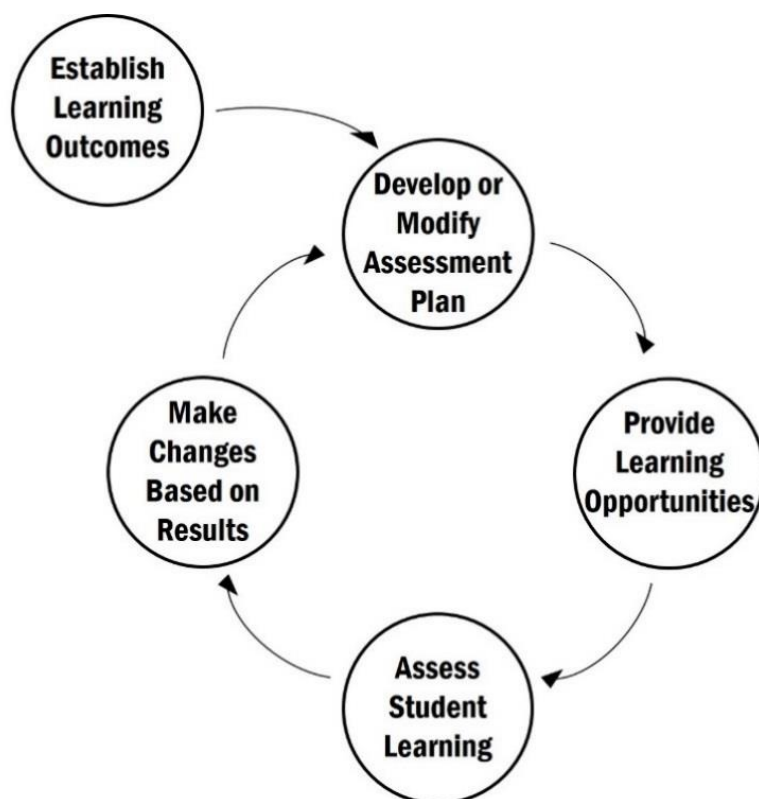 Establish
Learning
Outcomes
Develop or
Modify
Assessment
Plan
Provide
Learning
Opportunities
Assess
Student
Learning
Make
Changes
Based on
Results